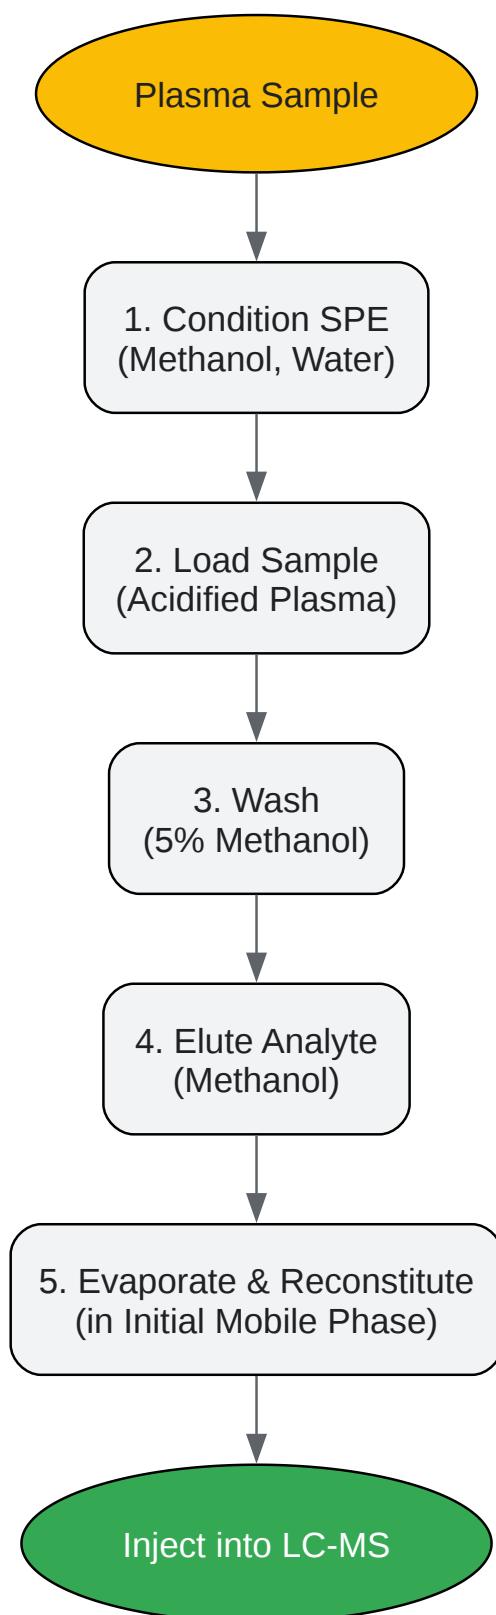 Plasma Sample
1. Condition SPE
(Methanol, Water)
2. Load Sample
(Acidified Plasma)
3. Wash
(5% Methanol)
4. Elute Analyte
(Methanol)
5. Evaporate & Reconstitute
(in Initial Mobile Phase)
Inject into LC-MS